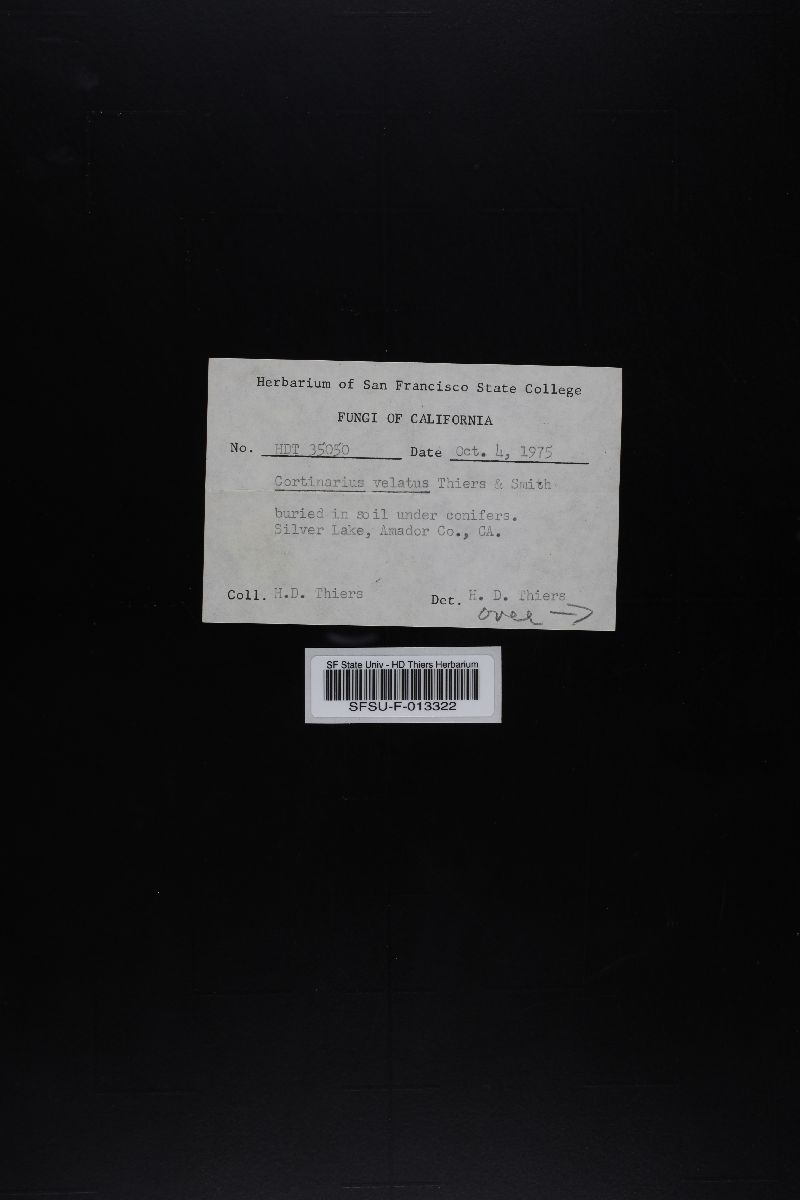 Herbarium of San Francisco State College
FUNGI OF CALIFORNIA
No. HDT 35050 Date Oct. 4, 1975
Cortinarius velatus Thiers & Smith
buried in soil under conifers.
Silver Lake, Amador Co., CA.
Coll. H.D. Thiers Det. H. D. Thiers
over →
SF State Univ - HD Thiers Herbarium
SFSU-F-013322